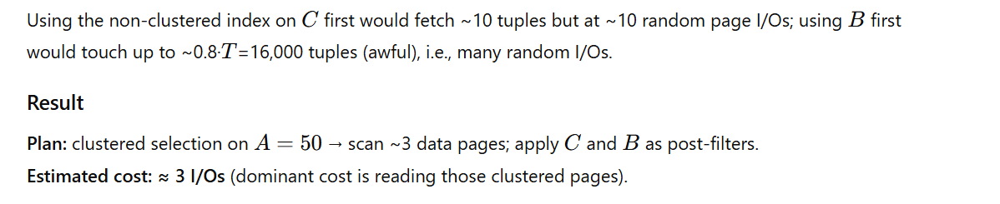 Using the non-clustered index on C first would fetch ~10 tuples but at ~10 random page I/Os; using B first
would touch up to ~0.8·T=16,000 tuples (awful), i.e., many random I/Os.
Result
Plan: clustered selection on A = 50 → scan ~3 data pages; apply C and B as post-filters.
Estimated cost: ≈ 3 I/Os (dominant cost is reading those clustered pages).